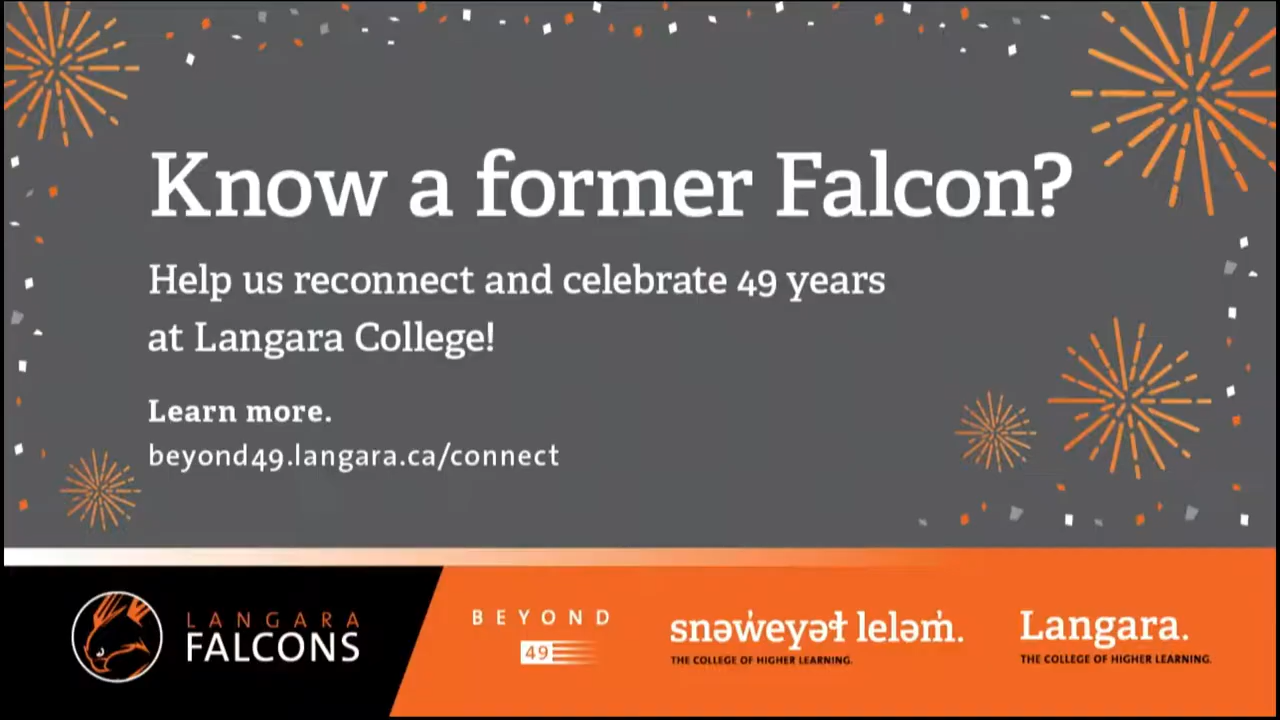 Know a former Falcon?
Help us reconnect and celebrate 49 years
at Langara College!
Learn more.
beyond49.langara.ca/connect
LANGARA
FALCONS
BEYOND
49
snəw̓eyəɬ leləm̓.
THE COLLEGE OF HIGHER LEARNING.
Langara.
THE COLLEGE OF HIGHER LEARNING.